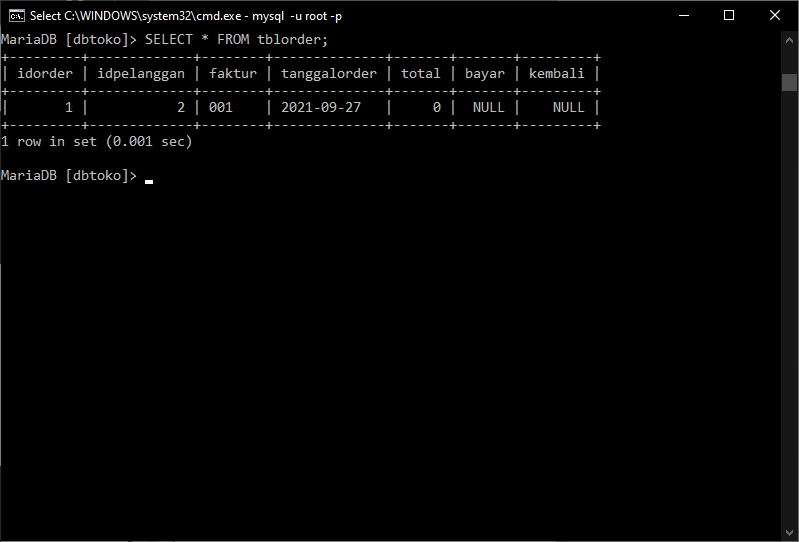 Select C:\WINDOWS\system32\cmd.exe - mysql  -u root -p
MariaDB [dbtoko]> SELECT * FROM tblorder;
+---------+-------------+--------+--------------+-------+-------+---------+
| idorder | idpelanggan | faktur | tanggalorder | total | bayar | kembali |
+---------+-------------+--------+--------------+-------+-------+---------+
|       1 |           2 | 001    | 2021-09-27   |     0 |  NULL |    NULL |
+---------+-------------+--------+--------------+-------+-------+---------+
1 row in set (0.001 sec)
MariaDB [dbtoko]> _